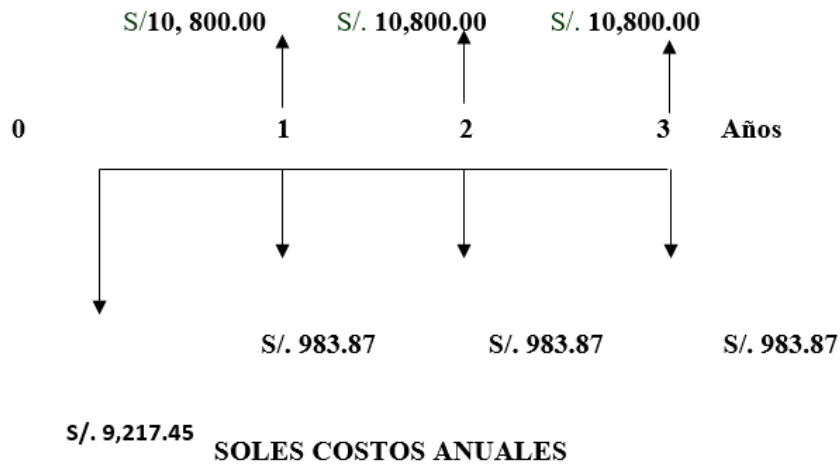 S/10, 800.00 S/. 10,800.00 S/. 10,800.00
0 1 2 3 Años
S/. 983.87 S/. 983.87 S/. 983.87
S/. 9,217.45
SOLES COSTOS ANUALES